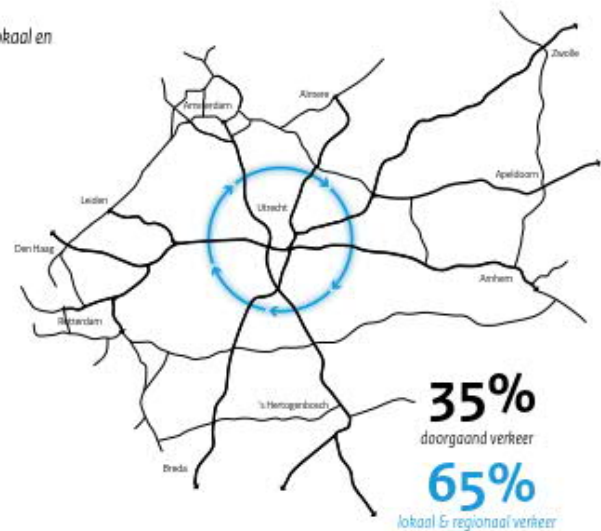 okaal en
Zwolle
Almere
Amsterdam
Apeldoorn
Leiden
Utrecht
Den Haag
Arnhem
Rotterdam
35%
's Hertogenbosch
doorgaand verkeer
Breda
65%
lokaal & regionaal verkeer